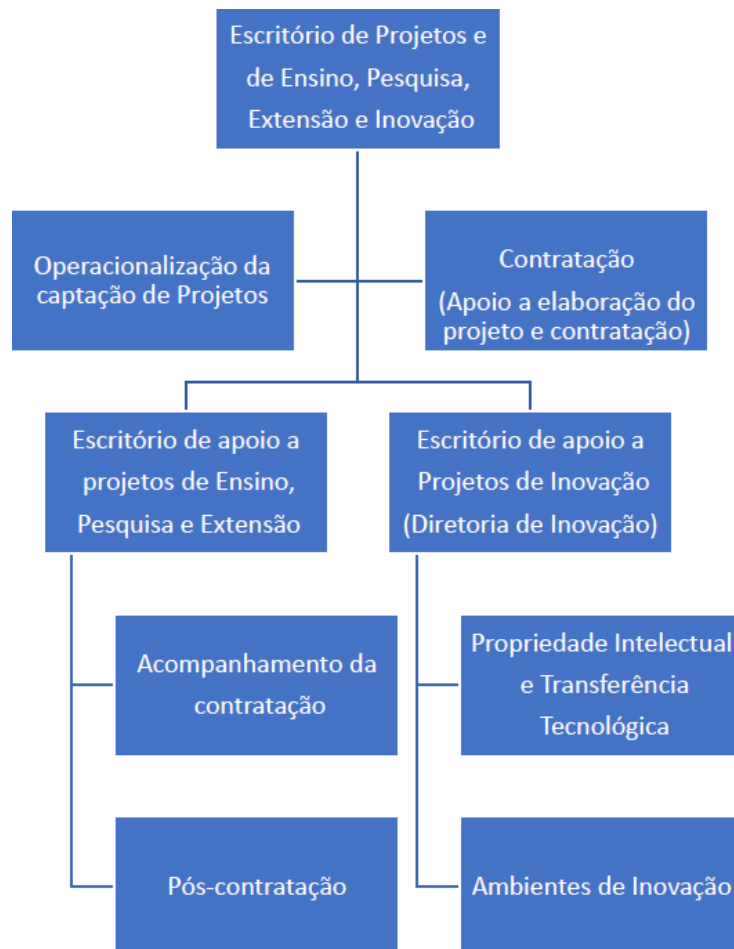 Escritório de Projetos e
de Ensino, Pesquisa,
Extensão e Inovação
Operacionalização da
captação de Projetos
Contratação
(Apoio a elaboração do
projeto e contratação)
Escritório de apoio a
projetos de Ensino,
Pesquisa e Extensão
Escritório de apoio a
Projetos de Inovação
(Diretoria de Inovação)
Acompanhamento da
contratação
Propriedade Intelectual
e Transferência
Tecnológica
Pós-contratação
Ambientes de Inovação